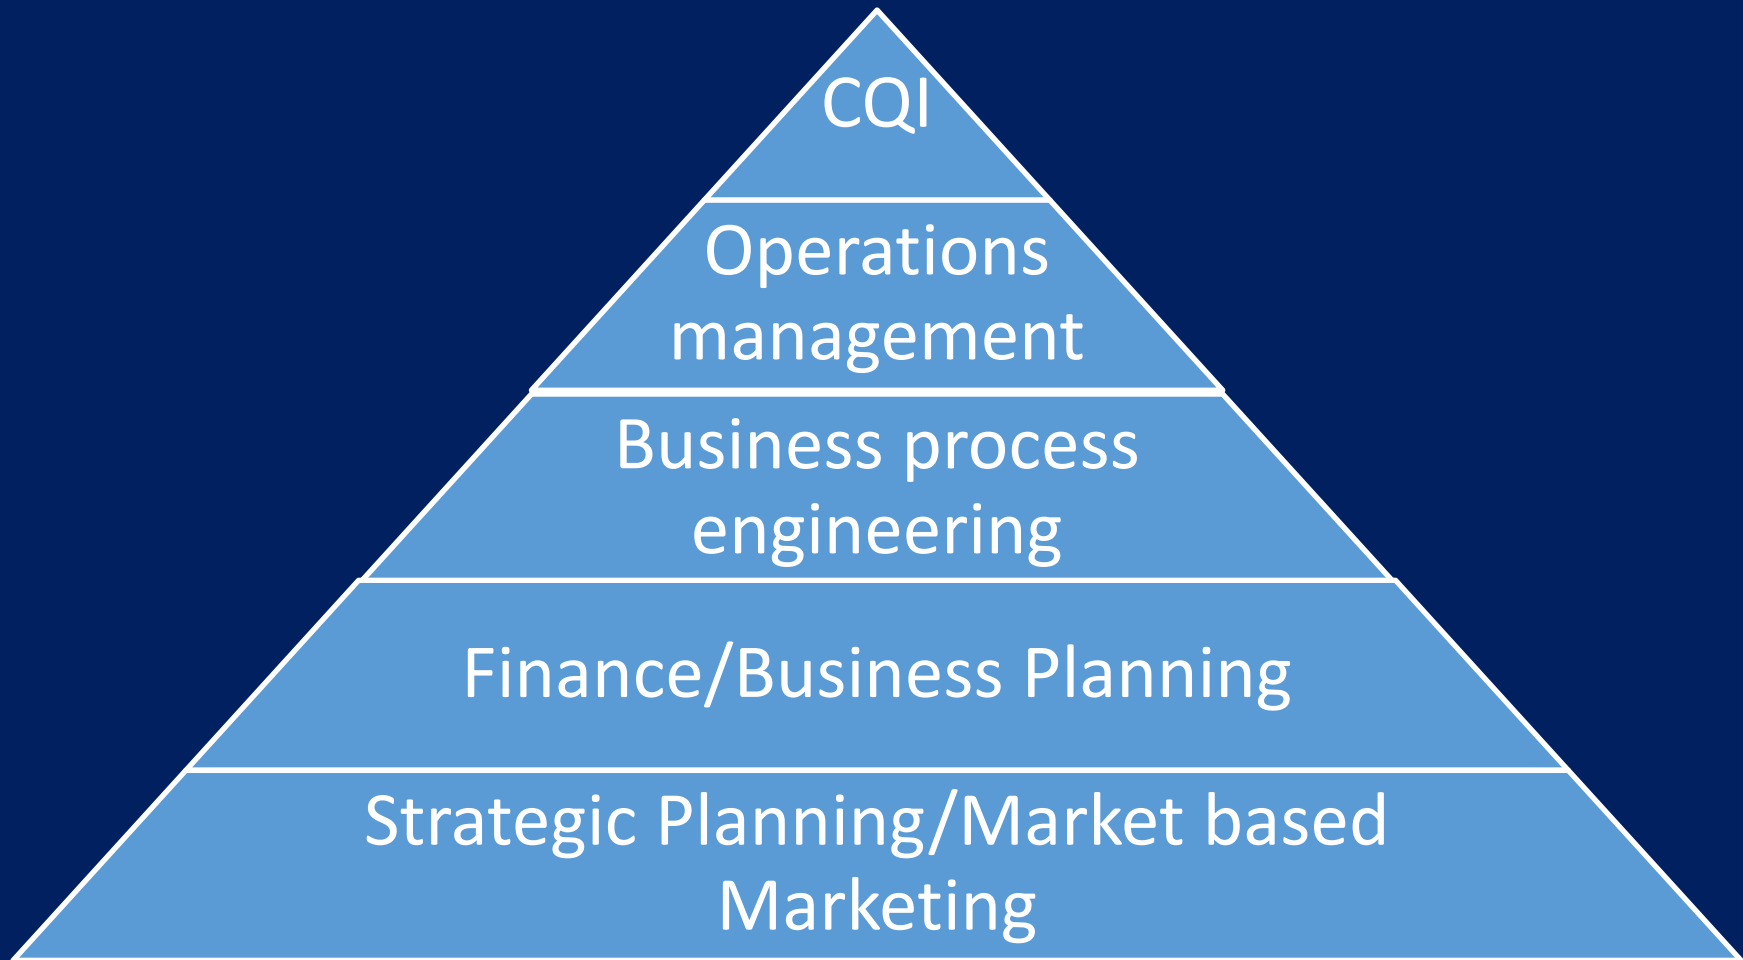 CQI
Operations
management
Business process
engineering
Finance/Business Planning
Strategic Planning/Market based
Marketing